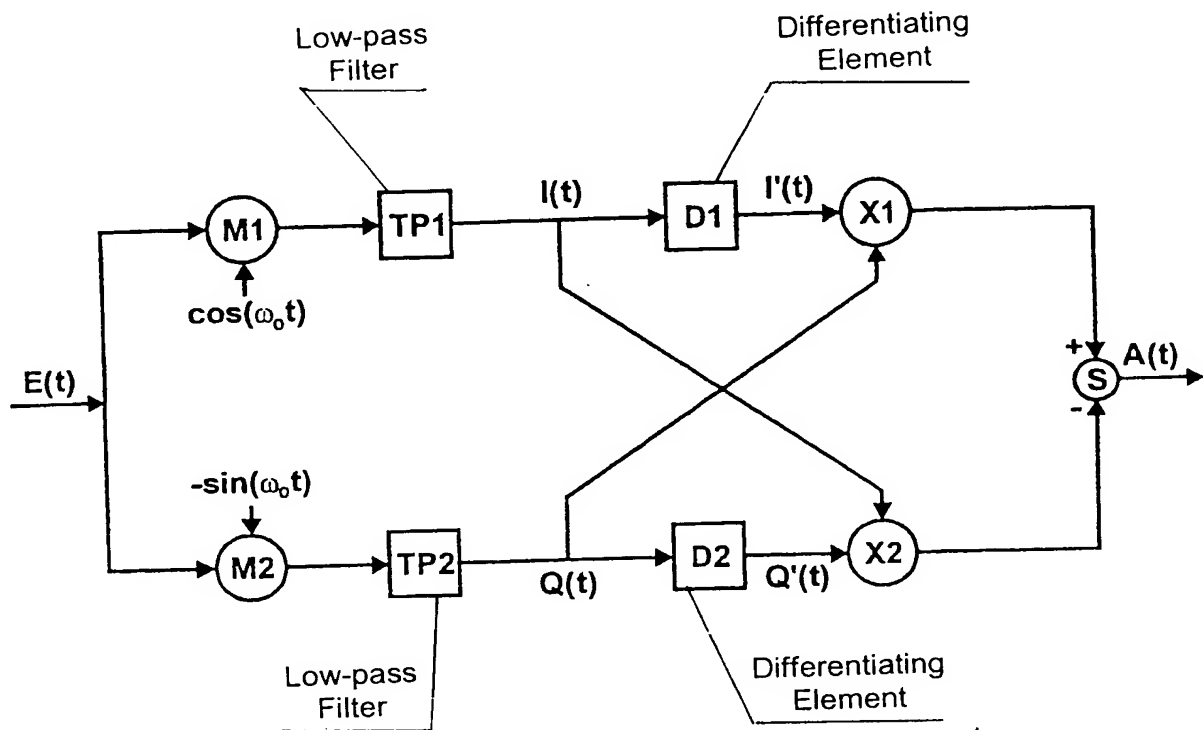 Low-pass
Filter
Differentiating
Element
I(t)
I'(t)
M1
TP1
D1
X1
cos(ω₀t)
E(t)
+
S
A(t)
-
-sin(ω₀t)
M2
TP2
Q(t)
D2
Q'(t)
X2
Low-pass
Filter
Differentiating
Element